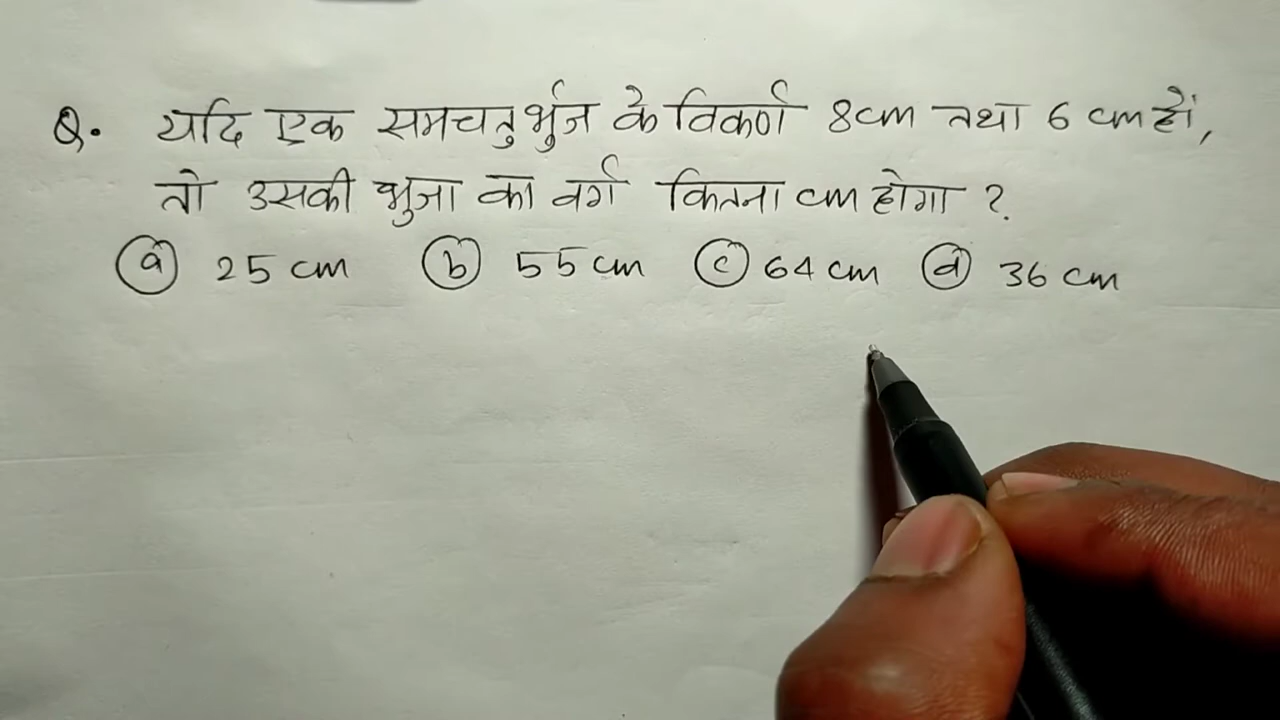 Q. यदि एक समचतुर्भुज के विकर्ण 8cm तथा 6 cm हों,
तो उसकी भुजा का वर्ग कितना cm होगा ?
(a) 25 cm (b) 55 cm (c) 64 cm (d) 36 cm